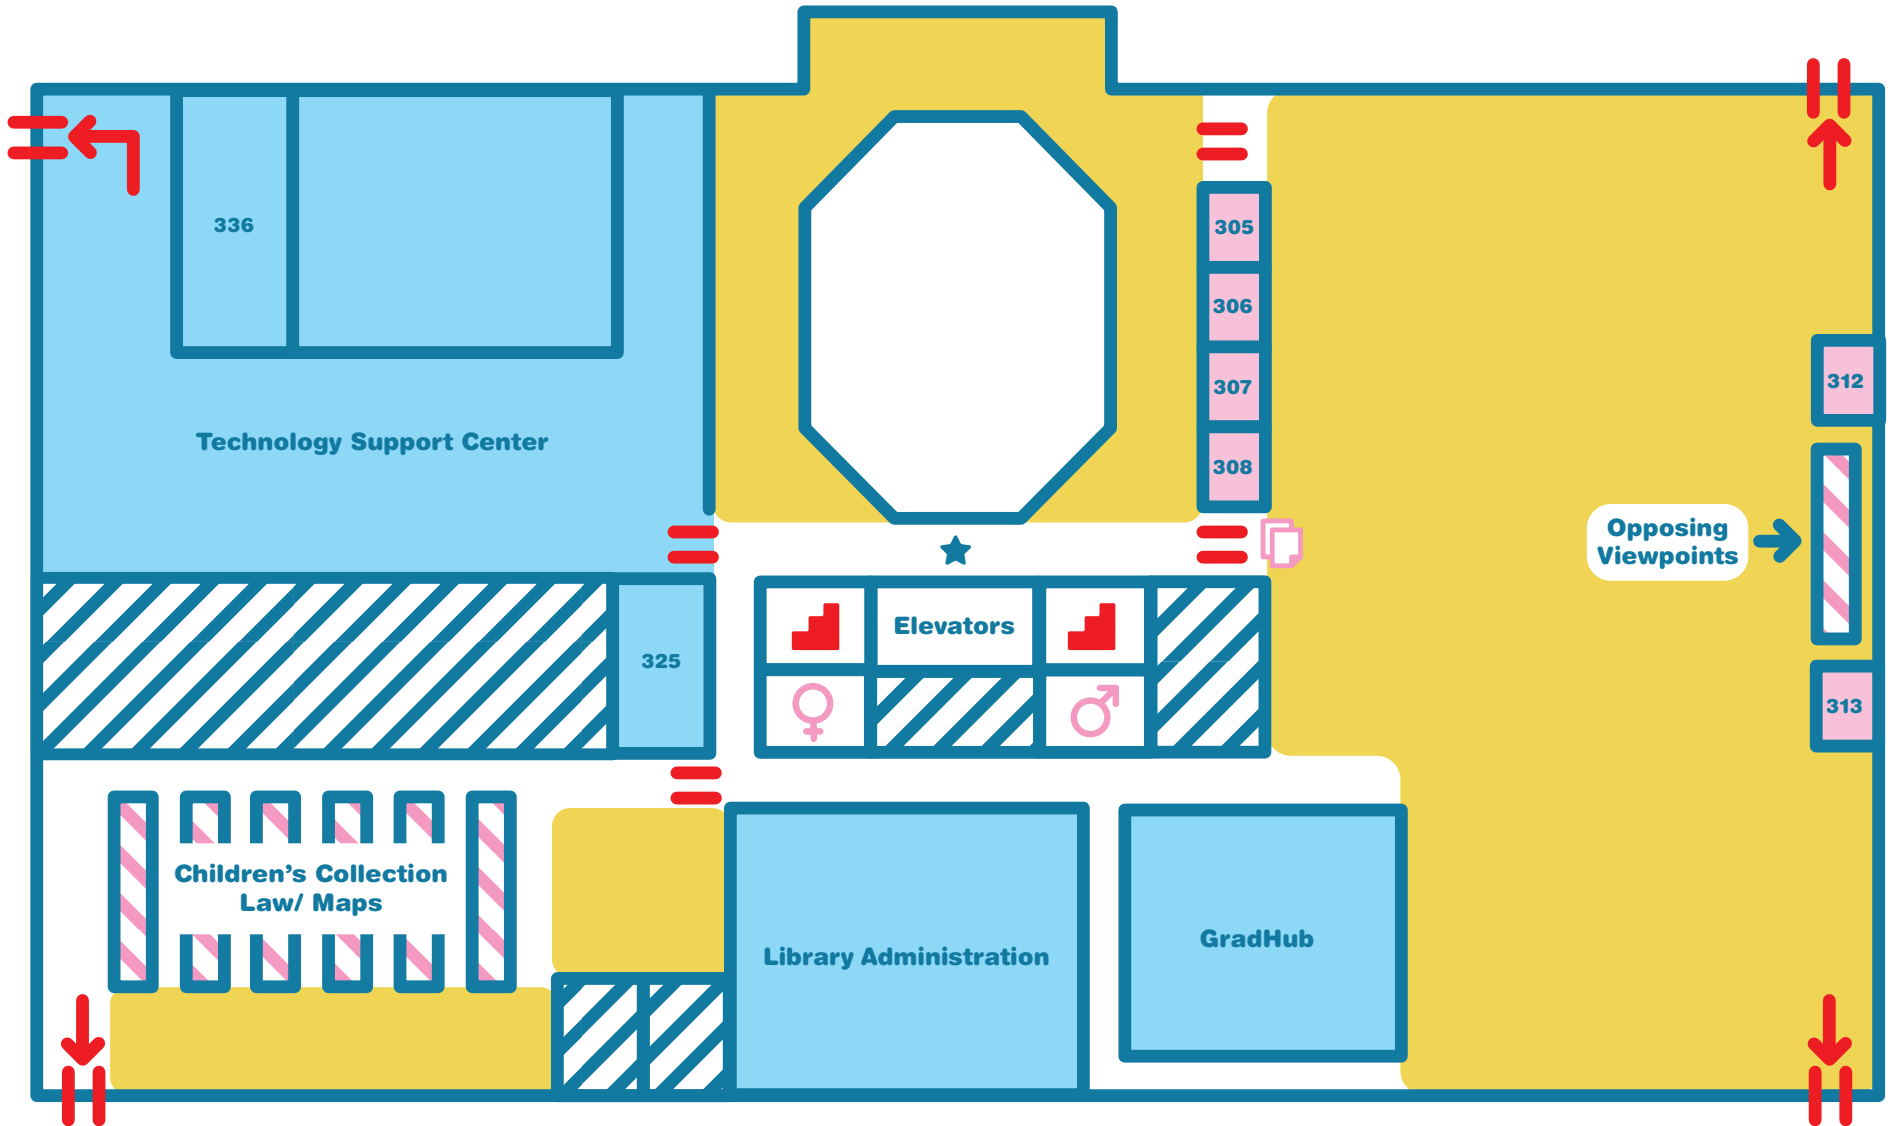 336
305
306
307
308
312
Technology Support Center
Opposing
Viewpoints
Elevators
325
313
Children’s Collection
Law/ Maps
Library Administration
GradHub